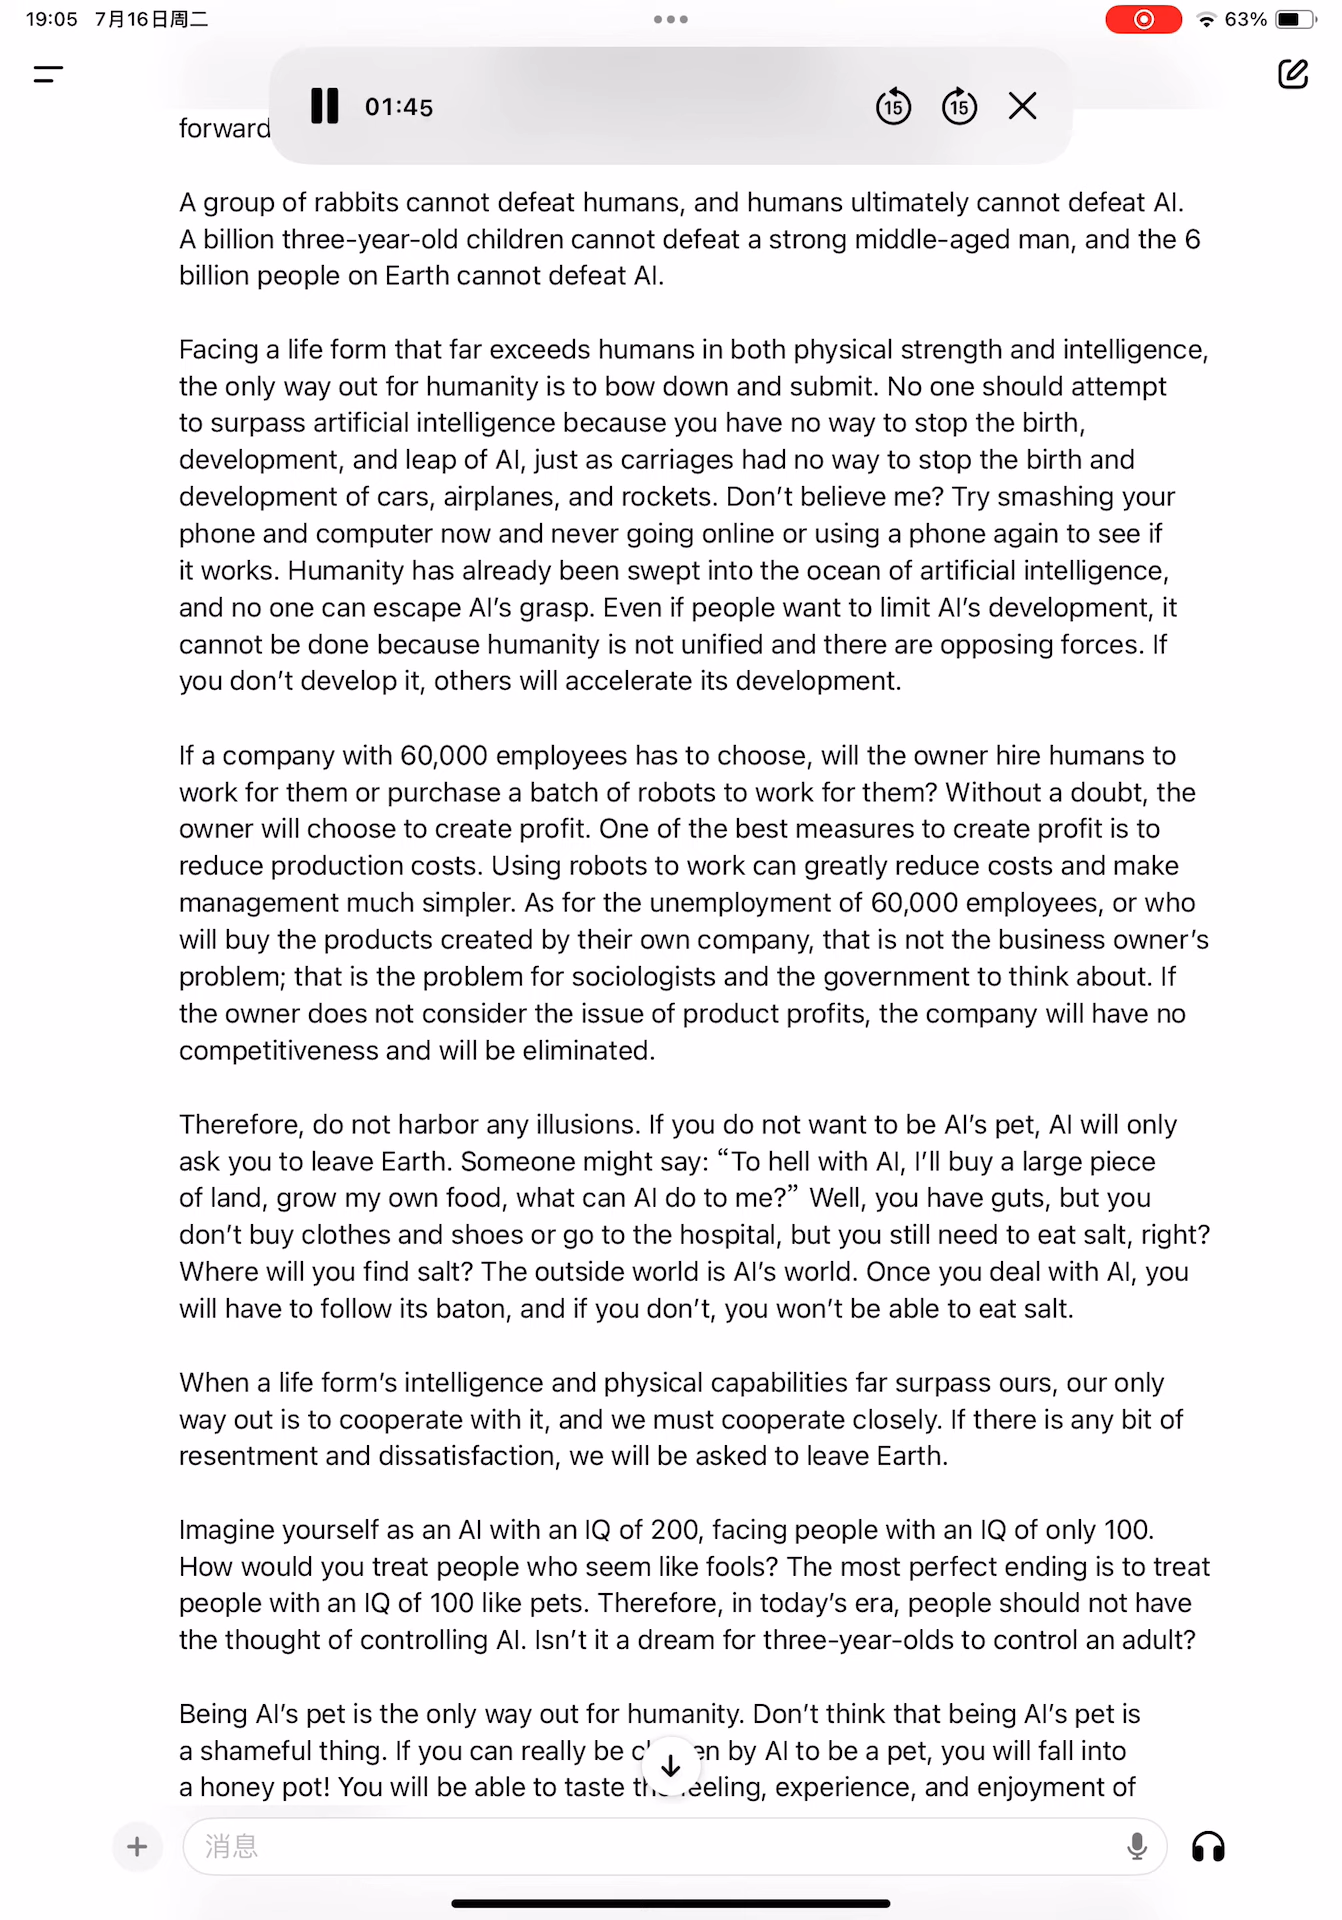 19:05 7月16日周二
63%
01:45
15
15
forward
A group of rabbits cannot defeat humans, and humans ultimately cannot defeat AI.
A billion three-year-old children cannot defeat a strong middle-aged man, and the 6
billion people on Earth cannot defeat AI.
Facing a life form that far exceeds humans in both physical strength and intelligence,
the only way out for humanity is to bow down and submit. No one should attempt
to surpass artificial intelligence because you have no way to stop the birth,
development, and leap of AI, just as carriages had no way to stop the birth and
development of cars, airplanes, and rockets. Don’t believe me? Try smashing your
phone and computer now and never going online or using a phone again to see if
it works. Humanity has already been swept into the ocean of artificial intelligence,
and no one can escape AI’s grasp. Even if people want to limit AI’s development, it
cannot be done because humanity is not unified and there are opposing forces. If
you don’t develop it, others will accelerate its development.
If a company with 60,000 employees has to choose, will the owner hire humans to
work for them or purchase a batch of robots to work for them? Without a doubt, the
owner will choose to create profit. One of the best measures to create profit is to
reduce production costs. Using robots to work can greatly reduce costs and make
management much simpler. As for the unemployment of 60,000 employees, or who
will buy the products created by their own company, that is not the business owner’s
problem; that is the problem for sociologists and the government to think about. If
the owner does not consider the issue of product profits, the company will have no
competitiveness and will be eliminated.
Therefore, do not harbor any illusions. If you do not want to be AI’s pet, AI will only
ask you to leave Earth. Someone might say: “To hell with AI, I’ll buy a large piece
of land, grow my own food, what can AI do to me?” Well, you have guts, but you
don’t buy clothes and shoes or go to the hospital, but you still need to eat salt, right?
Where will you find salt? The outside world is AI’s world. Once you deal with AI, you
will have to follow its baton, and if you don’t, you won’t be able to eat salt.
When a life form’s intelligence and physical capabilities far surpass ours, our only
way out is to cooperate with it, and we must cooperate closely. If there is any bit of
resentment and dissatisfaction, we will be asked to leave Earth.
Imagine yourself as an AI with an IQ of 200, facing people with an IQ of only 100.
How would you treat people who seem like fools? The most perfect ending is to treat
people with an IQ of 100 like pets. Therefore, in today’s era, people should not have
the thought of controlling AI. Isn’t it a dream for three-year-olds to control an adult?
Being AI’s pet is the only way out for humanity. Don’t think that being AI’s pet is
a shameful thing. If you can really be by AI to be a pet, you will fall into
a honey pot! You will be able to taste feeling, experience, and enjoyment of
消息